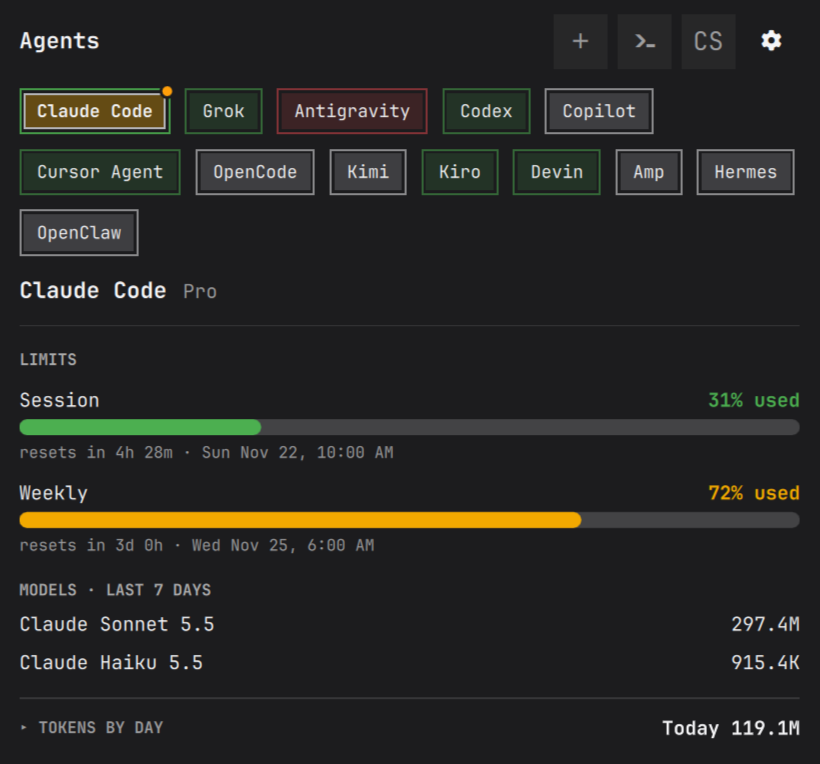 Agents + >_ CS
Claude Code Grok Antigravity Codex Copilot
Cursor Agent OpenCode Kimi Kiro Devin Amp Hermes
OpenClaw
Claude Code Pro
LIMITS
Session 31% used
resets in 4h 28m · Sun Nov 22, 10:00 AM
Weekly 72% used
resets in 3d 0h · Wed Nov 25, 6:00 AM
MODELS · LAST 7 DAYS
Claude Sonnet 5.5 297.4M
Claude Haiku 5.5 915.4K
▸ TOKENS BY DAY Today 119.1M